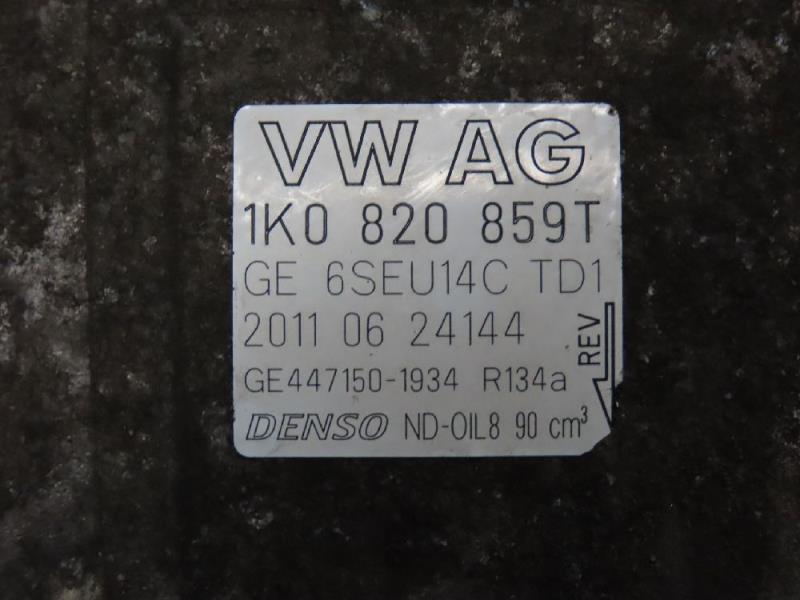 VW AG
1K0 820 859T
GE 6SEU14C TD1
2011 06 24144
REV
GE447150-1934 R134a
DENSO ND-OIL8 90 cm³